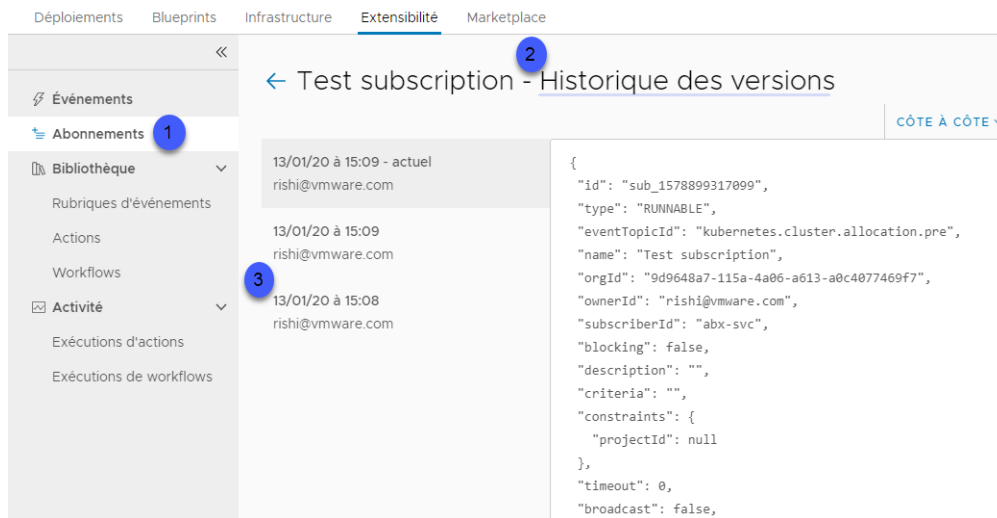 Déploiements Blueprints Infrastructure Extensibilité Marketplace
«
2
← Test subscription - Historique des versions
Événements
CÔTE À CÔTE
Abonnements 1
Bibliothèque
Rubriques d'événements
Actions
Workflows
Activité
Exécutions d'actions
Exécutions de workflows
13/01/20 à 15:09 - actuel
rishi@vmware.com
13/01/20 à 15:09
rishi@vmware.com
3
13/01/20 à 15:08
rishi@vmware.com
{
"id": "sub_1578899317099",
"type": "RUNNABLE",
"eventTopicId": "kubernetes.cluster.allocation.pre",
"name": "Test subscription",
"orgId": "9d9648a7-115a-4a06-a613-a0c4077469f7",
"ownerId": "rishi@vmware.com",
"subscriberId": "abx-svc",
"blocking": false,
"description": "",
"criteria": "",
"constraints": {
"projectId": null
},
"timeout": 0,
"broadcast": false,